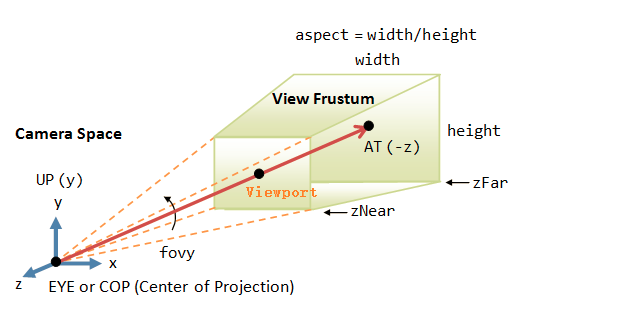 aspect = width/height
width
View Frustum
Camera Space
height
AT (-z)
UP (y)
zFar
Viewport
y
zNear
fovy
x
z
EYE or COP (Center of Projection)